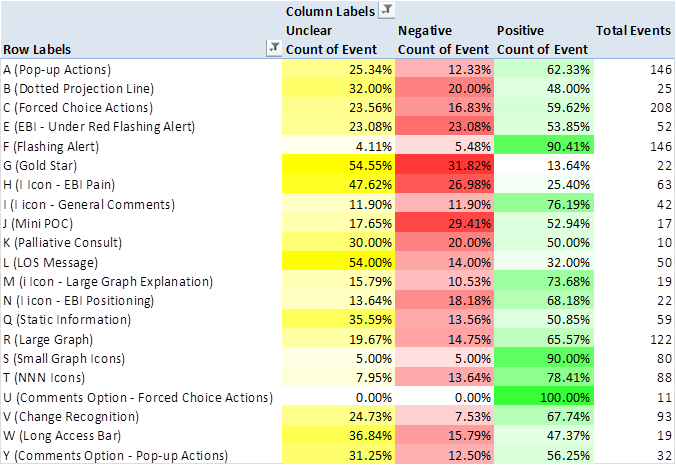 Column Labels
Unclear Negative Positive Total Events
Row Labels Count of Event Count of Event Count of Event
A (Pop-up Actions) 25.34% 12.33% 62.33% 146
B (Dotted Projection Line) 32.00% 20.00% 48.00% 25
C (Forced Choice Actions) 23.56% 16.83% 59.62% 208
E (EBI - Under Red Flashing Alert) 23.08% 23.08% 53.85% 52
F (Flashing Alert) 4.11% 5.48% 90.41% 146
G (Gold Star) 54.55% 31.82% 13.64% 22
H (I Icon - EBI Pain) 47.62% 26.98% 25.40% 63
I (I icon - General Comments) 11.90% 11.90% 76.19% 42
J (Mini POC) 17.65% 29.41% 52.94% 17
K (Palliative Consult) 30.00% 20.00% 50.00% 10
L (LOS Message) 54.00% 14.00% 32.00% 50
M (i Icon - Large Graph Explanation) 15.79% 10.53% 73.68% 19
N (I icon - EBI Positioning) 13.64% 18.18% 68.18% 22
Q (Static Information) 35.59% 13.56% 50.85% 59
R (Large Graph) 19.67% 14.75% 65.57% 122
S (Small Graph Icons) 5.00% 5.00% 90.00% 80
T (NNN Icons) 7.95% 13.64% 78.41% 88
U (Comments Option - Forced Choice Actions) 0.00% 0.00% 100.00% 11
V (Change Recognition) 24.73% 7.53% 67.74% 93
W (Long Access Bar) 36.84% 15.79% 47.37% 19
Y (Comments Option - Pop-up Actions) 31.25% 12.50% 56.25% 32